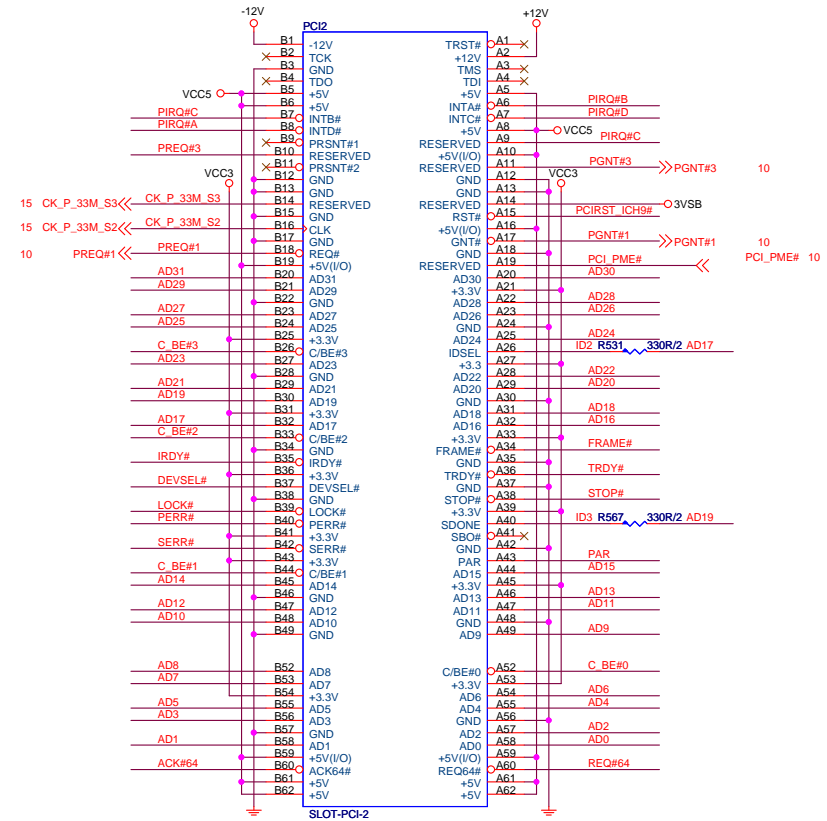 -12V +12V
PCI2
B1 -12V TRST# A1
B2 TCK +12V A2
B3 GND TMS A3
B4 TDO TDI A4
VCC5 B5 +5V +5V A5
B6 +5V INTA# A6 PIRQ#B
PIRQ#C B7 INTB# INTC# A7 PIRQ#D
PIRQ#A B8 INTD# +5V A8 VCC5
B9 PRSNT#1 RESERVED A9 PIRQ#C
PREQ#3 B10 RESERVED +5V(I/O) A10
B11 PRSNT#2 RESERVED A11 PGNT#3 PGNT#3 10
VCC3 B12 GND GND A12 VCC3
B13 GND GND A13
15 CK_P_33M_S3 CK_P_33M_S3 B14 RESERVED RESERVED A14 3VSB
B15 GND RST# A15 PCIRST_ICH9#
15 CK_P_33M_S2 CK_P_33M_S2 B16 CLK +5V(I/O) A16
B17 GND GNT# A17 PGNT#1 PGNT#1 10
10 PREQ#1 PREQ#1 B18 REQ# GND A18
B19 +5V(I/O) RESERVED A19 PCI_PME# PCI_PME# 10
AD31 B20 AD31 AD30 A20 AD30
AD29 B21 AD29 +3.3V A21
B22 GND AD28 A22 AD28
AD27 B23 AD27 AD26 A23 AD26
AD25 B24 AD25 GND A24
B25 +3.3V AD24 A25 AD24
C_BE#3 B26 C/BE#3 IDSEL A26 ID2 R531 330R/2 AD17
AD23 B27 AD23 +3.3 A27
B28 GND AD22 A28 AD22
AD21 B29 AD21 AD20 A29 AD20
AD19 B30 AD19 GND A30
B31 +3.3V AD18 A31 AD18
AD17 B32 AD17 AD16 A32 AD16
C_BE#2 B33 C/BE#2 +3.3V A33
B34 GND FRAME# A34 FRAME#
IRDY# B35 IRDY# GND A35
B36 +3.3V TRDY# A36 TRDY#
DEVSEL# B37 DEVSEL# GND A37
B38 GND STOP# A38 STOP#
LOCK# B39 LOCK# +3.3V A39
PERR# B40 PERR# SDONE A40 ID3 R567 330R/2 AD19
B41 +3.3V SBO# A41
SERR# B42 SERR# GND A42
B43 +3.3V PAR A43 PAR
C_BE#1 B44 C/BE#1 AD15 A44 AD15
AD14 B45 AD14 +3.3V A45
B46 GND AD13 A46 AD13
AD12 B47 AD12 AD11 A47 AD11
AD10 B48 AD10 GND A48
B49 GND AD9 A49 AD9
AD8 B52 AD8 C/BE#0 A52 C_BE#0
AD7 B53 AD7 +3.3V A53
B54 +3.3V AD6 A54 AD6
AD5 B55 AD5 AD4 A55 AD4
AD3 B56 AD3 GND A56
B57 GND AD2 A57 AD2
AD1 B58 AD1 AD0 A58 AD0
B59 +5V(I/O) +5V(I/O) A59
ACK#64 B60 ACK64# REQ64# A60 REQ#64
B61 +5V +5V A61
B62 +5V +5V A62
SLOT-PCI-2